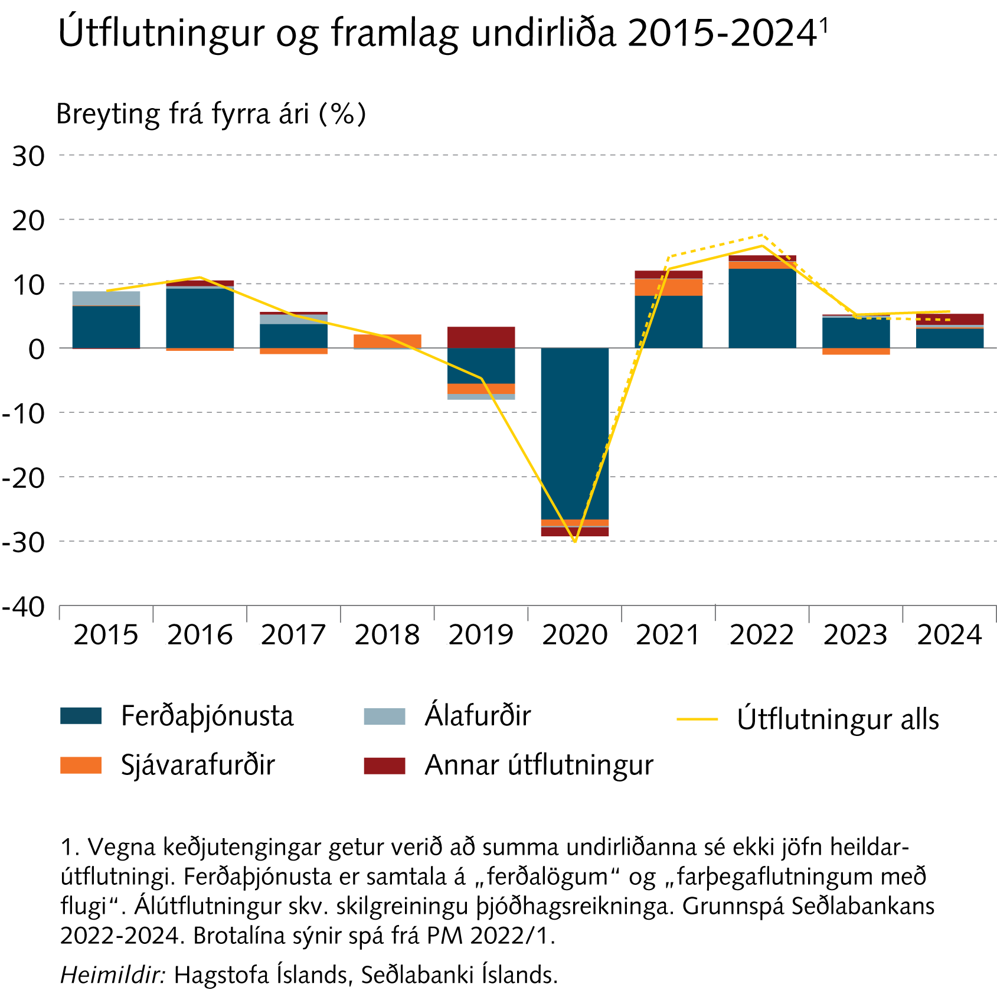 Útflutningur og framlag undirliða 2015-2024¹
Breyting frá fyrra ári (%)
30
20
10
0
-10
-20
-30
-40
2015 2016 2017 2018 2019 2020 2021 2022 2023 2024
Ferðaþjónusta
Álafurðir
Útflutningur alls
Sjávarafurðir
Annar útflutningur
1. Vegna keðjutengingar getur verið að summa undirliðanna sé ekki jöfn heildar-
útflutningi. Ferðaþjónusta er samtala á „ferðalögum“ og „farþegaflutningum með
flugi“. Álútflutningur skv. skilgreiningu þjóðhagsreikninga. Grunnspá Seðlabankans
2022-2024. Brotalína sýnir spá frá PM 2022/1.
Heimildir: Hagstofa Íslands, Seðlabanki Íslands.